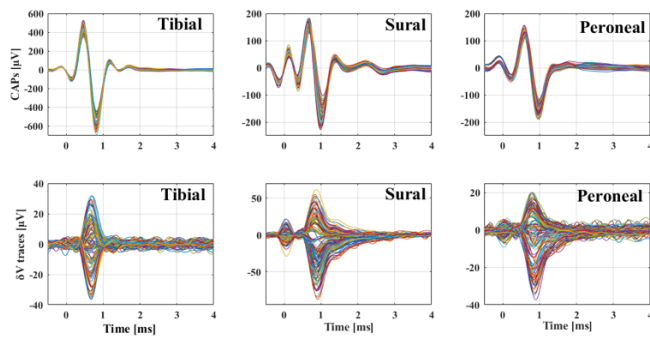 Tibial
Sural
Peroneal
CAPs [µV]
600
400
200
0
-200
-400
-600
0 1 2 3 4
200
100
0
-100
-200
0 1 2 3 4
200
100
0
-100
-200
0 1 2 3 4
Tibial
Sural
Peroneal
δV traces [µV]
40
20
0
-20
-40
0 1 2 3 4
Time [ms]
50
0
-50
0 1 2 3 4
Time [ms]
20
0
-20
-40
0 1 2 3 4
Time [ms]